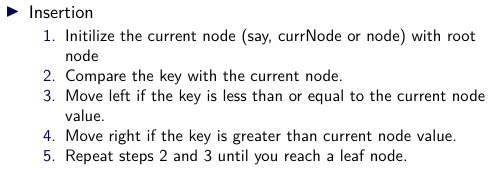 Insertion
1. Initilize the current node (say, currNode or node) with root
node
2. Compare the key with the current node.
3. Move left if the key is less than or equal to the current node
value.
4. Move right if the key is greater than current node value.
5. Repeat steps 2 and 3 until you reach a leaf node.